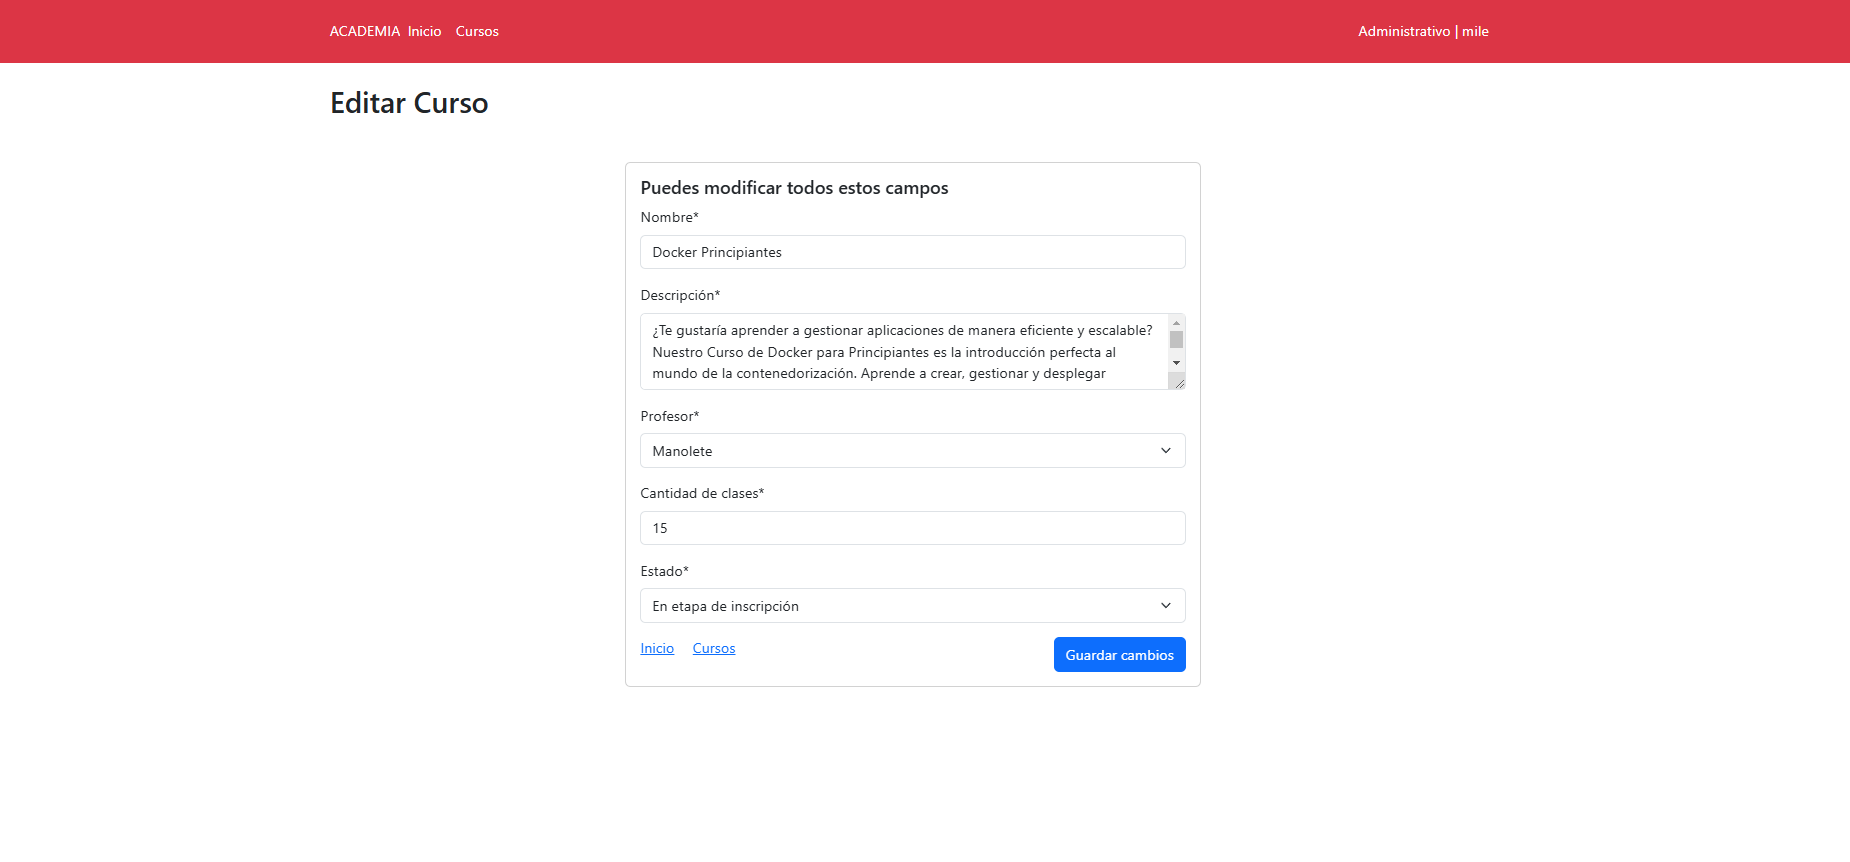 ACADEMIA Inicio Cursos Administrativo | mile
Editar Curso
Puedes modificar todos estos campos
Nombre*
Docker Principiantes
Descripción*
¿Te gustaría aprender a gestionar aplicaciones de manera eficiente y escalable?
Nuestro Curso de Docker para Principiantes es la introducción perfecta al
mundo de la contenedorización. Aprende a crear, gestionar y desplegar
Profesor*
Manolete
Cantidad de clases*
15
Estado*
En etapa de inscripción
Inicio Cursos Guardar cambios